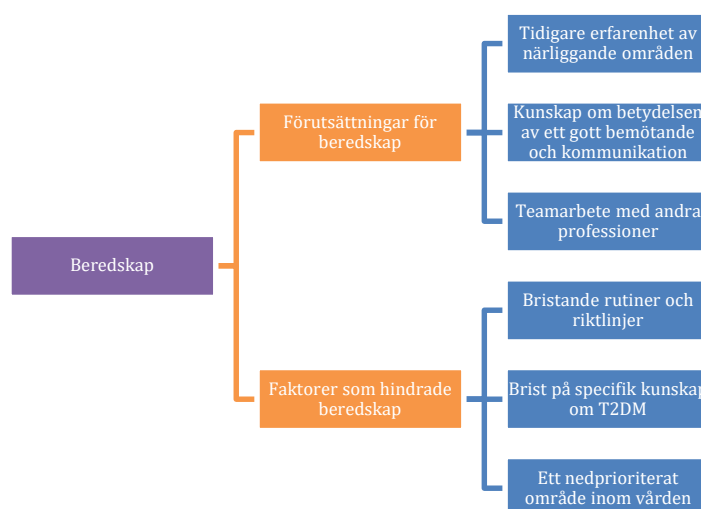 Beredskap
Förutsättningar för
beredskap
Tidigare erfarenhet av
närliggande områden
Kunskap om betydelsen
av ett gott bemötande
och kommunikation
Teamarbete med andra
professioner
Faktorer som hindrade
beredskap
Bristande rutiner och
riktlinjer
Brist på specifik kunskap
om T2DM
Ett nedprioriterat
område inom vården